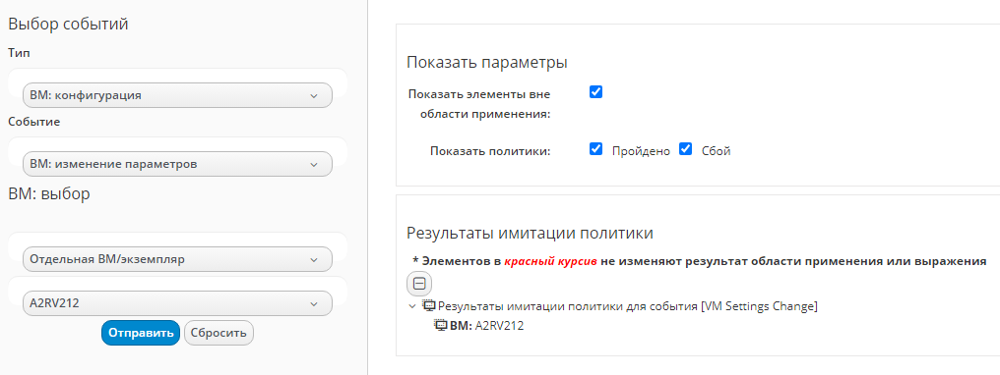 Выбор событий
Тип
ВМ: конфигурация
Событие
ВМ: изменение параметров
ВМ: выбор
Отдельная ВМ/экземпляр
A2RV212
Отправить Сбросить
Показать параметры
Показать элементы вне
области применения:
Показать политики: Пройдено Сбой
Результаты имитации политики
* Элементов в красный курсив не изменяют результат области применения или выражения
Результаты имитации политики для события [VM Settings Change]
ВМ: A2RV212